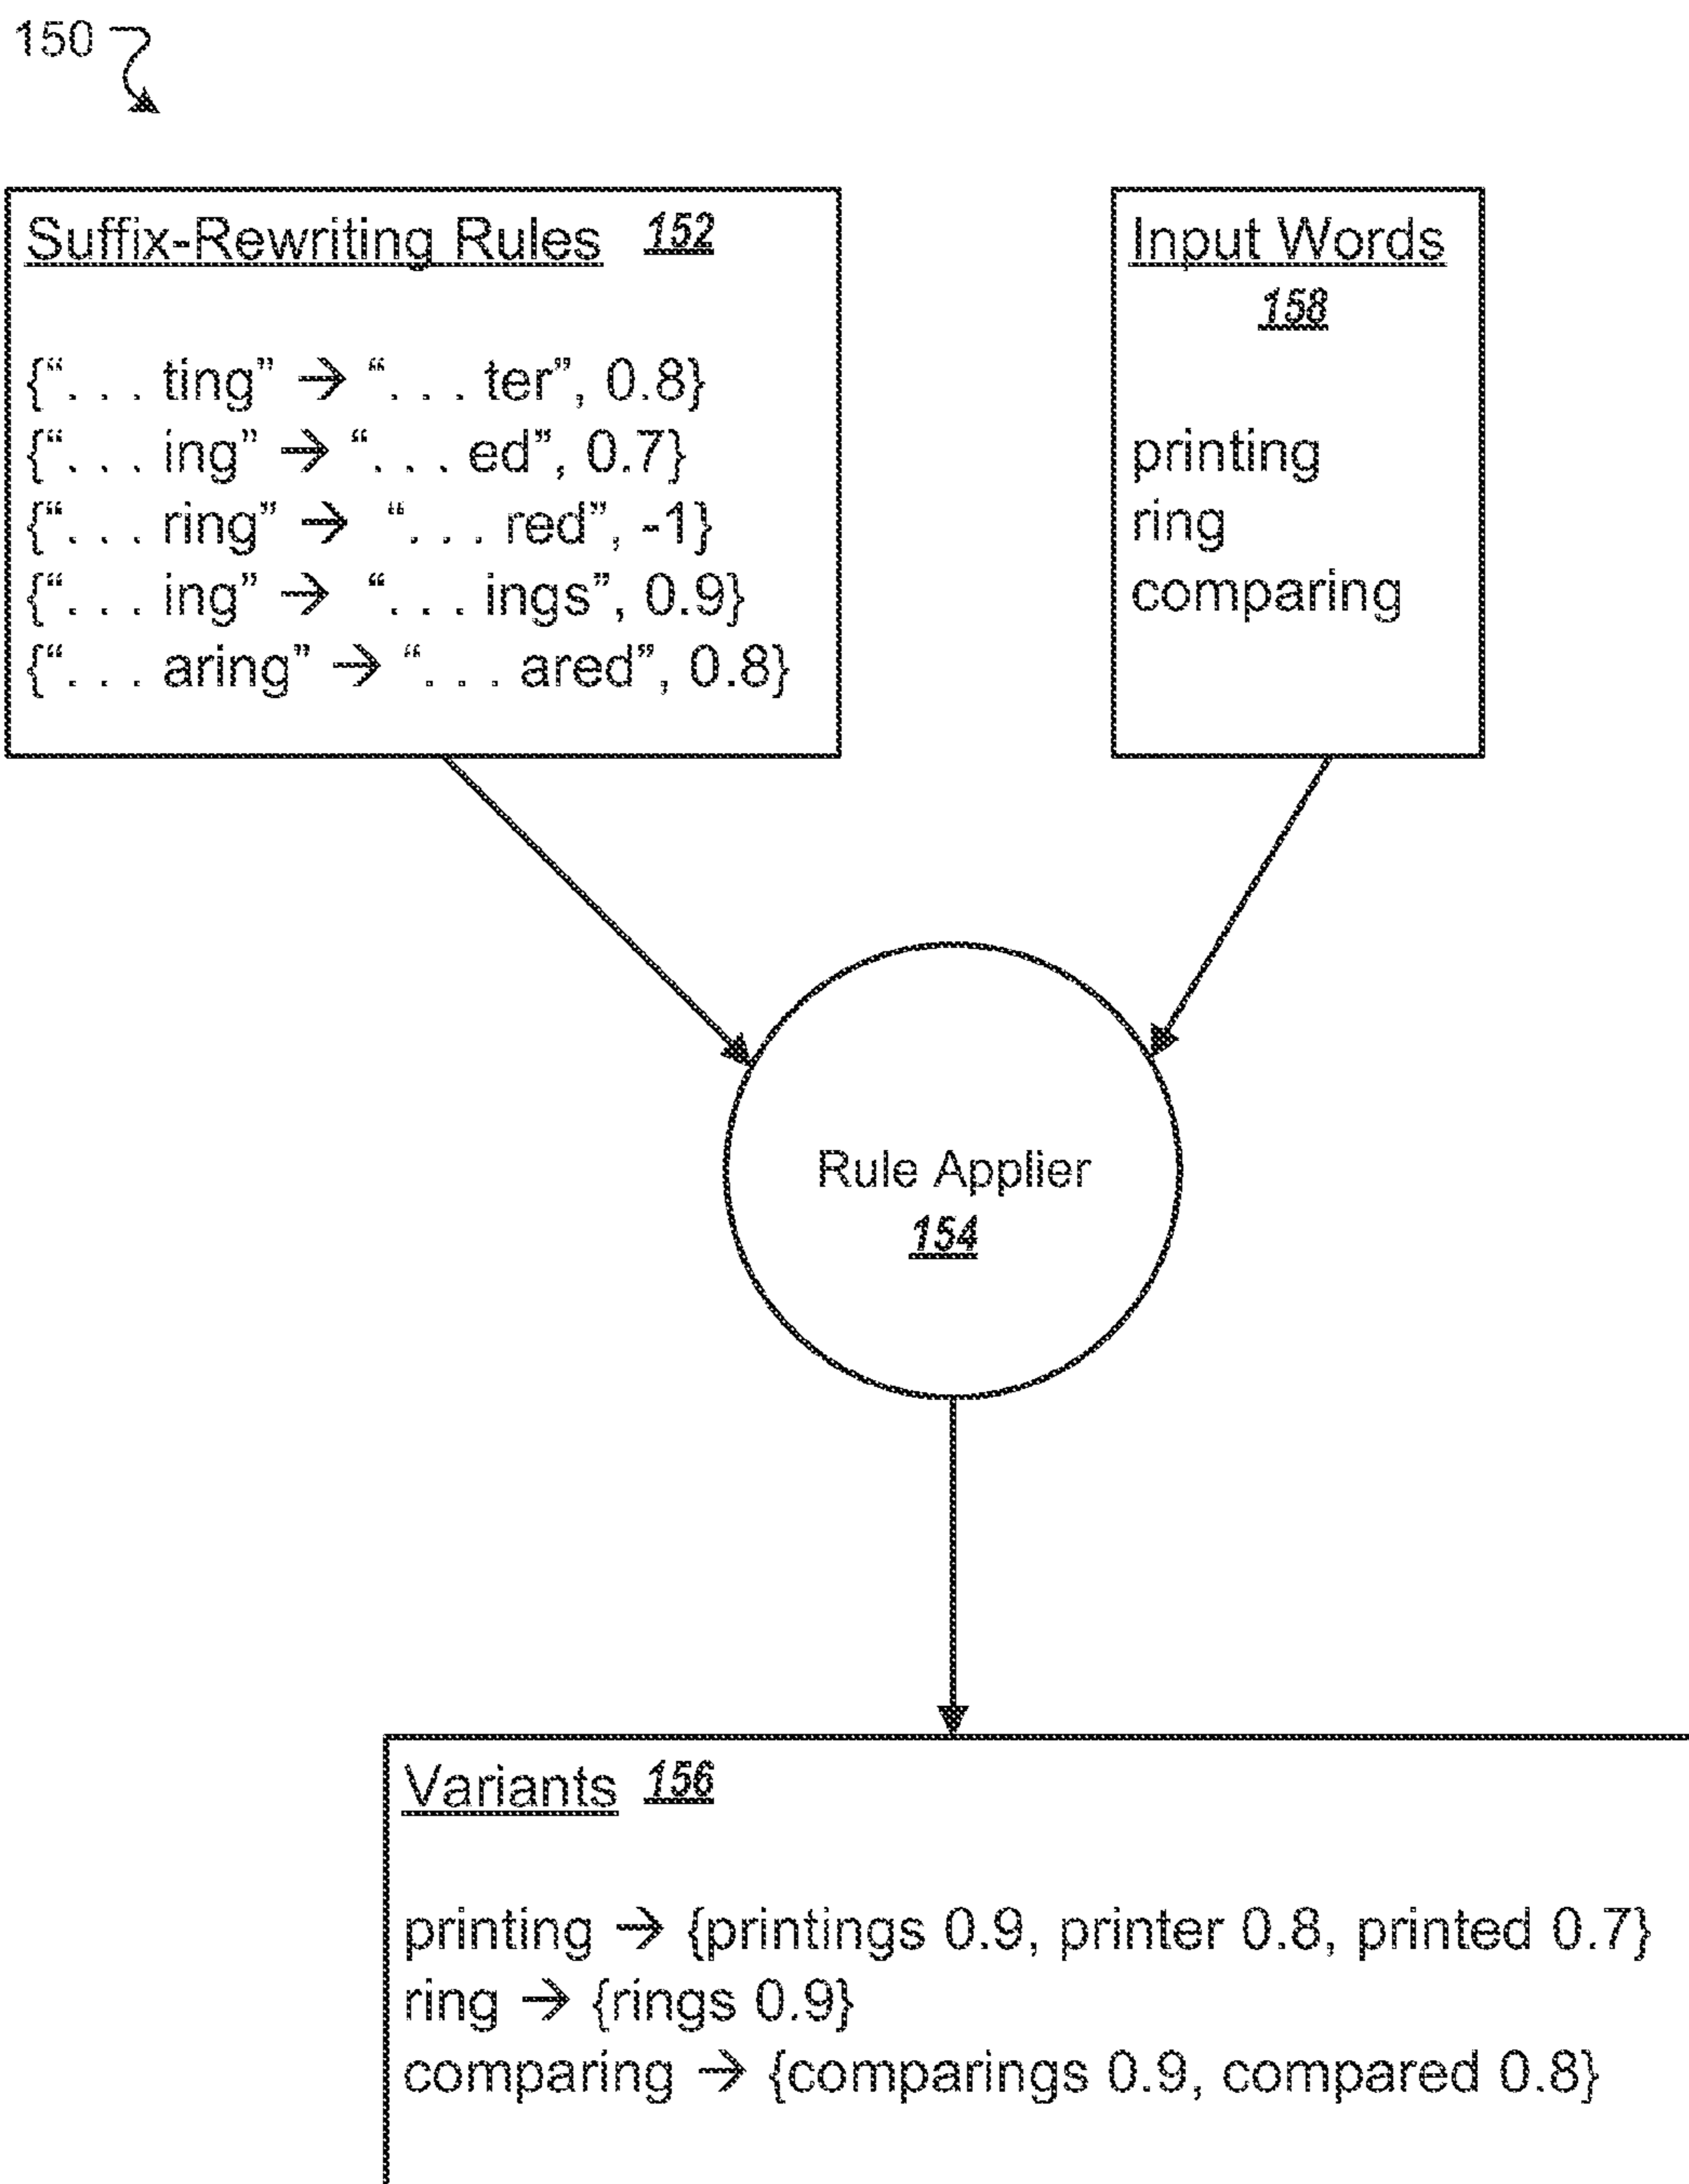 150
Suffix-Rewriting Rules 152
{“. . . ting” → “. . . ter”, 0.8}
{“. . . ing” → “. . . ed”, 0.7}
{“. . . ring” → “. . . red”, -1}
{“. . . ing” → “. . . ings”, 0.9}
{“. . . aring” → “. . . ared”, 0.8}
Input Words
158
printing
ring
comparing
Rule Applier
154
Variants 156
printing → {printings 0.9, printer 0.8, printed 0.7}
ring → {rings 0.9}
comparing → {comparings 0.9, compared 0.8}